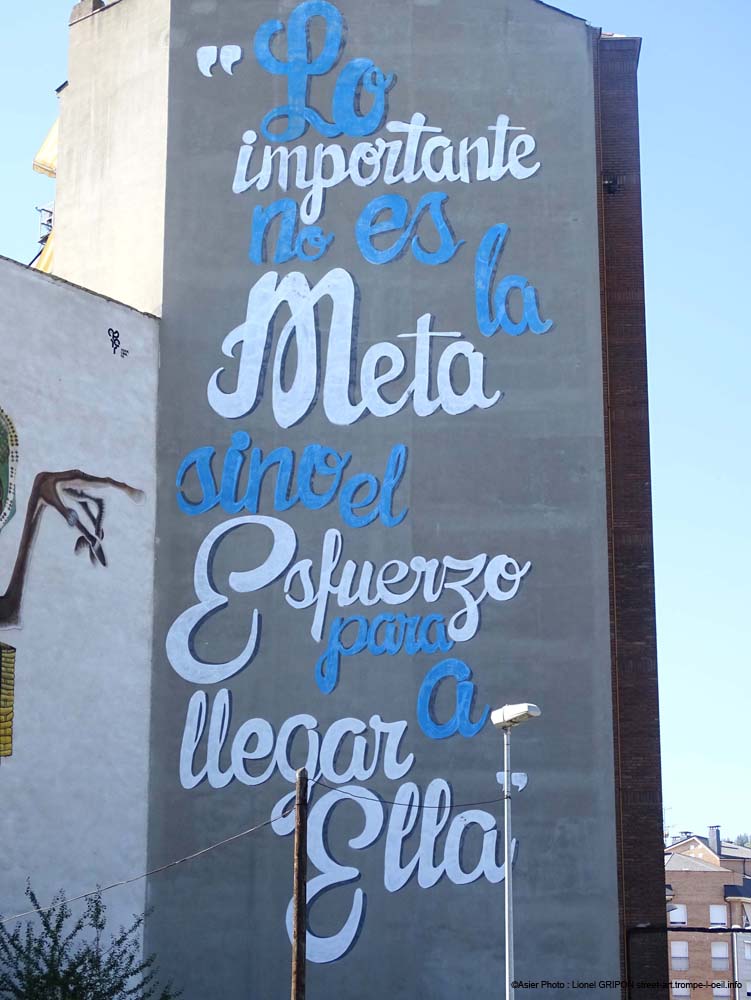 "Lo
importante
no es la
Meta
sino el
Esfuerzo
para
a
llegar
Ella"
©Asier Photo : Lionel GRIPON street-art.trompe-l-oeil.info